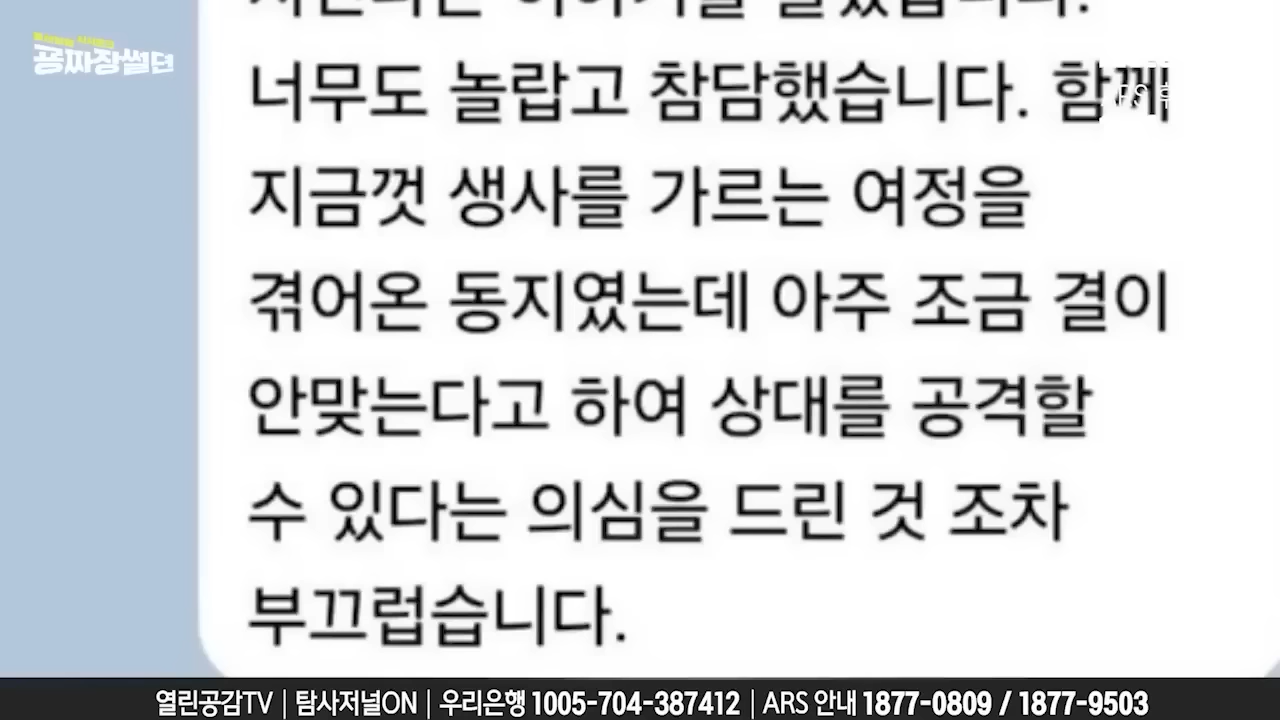 굥짜장썰던
너무도 놀랍고 참담했습니다. 함께
지금껏 생사를 가르는 여정을
겪어온 동지였는데 아주 조금 결이
안맞는다고 하여 상대를 공격할
수 있다는 의심을 드린 것 조차
부끄럽습니다.
열린공감TV | 탐사저널ON | 우리은행 1005-704-387412 | ARS 안내 1877-0809 / 1877-9503